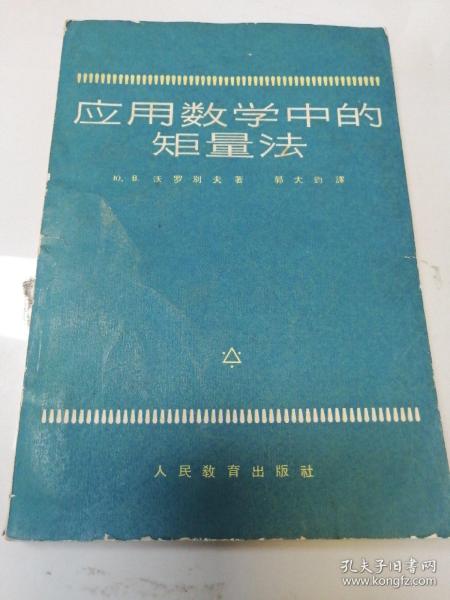 应用数学中的
矩量法
Ю. В. 沃罗别夫著 郭大钧譯
人民教育出版社
孔夫子旧书网
www.kongfz.com